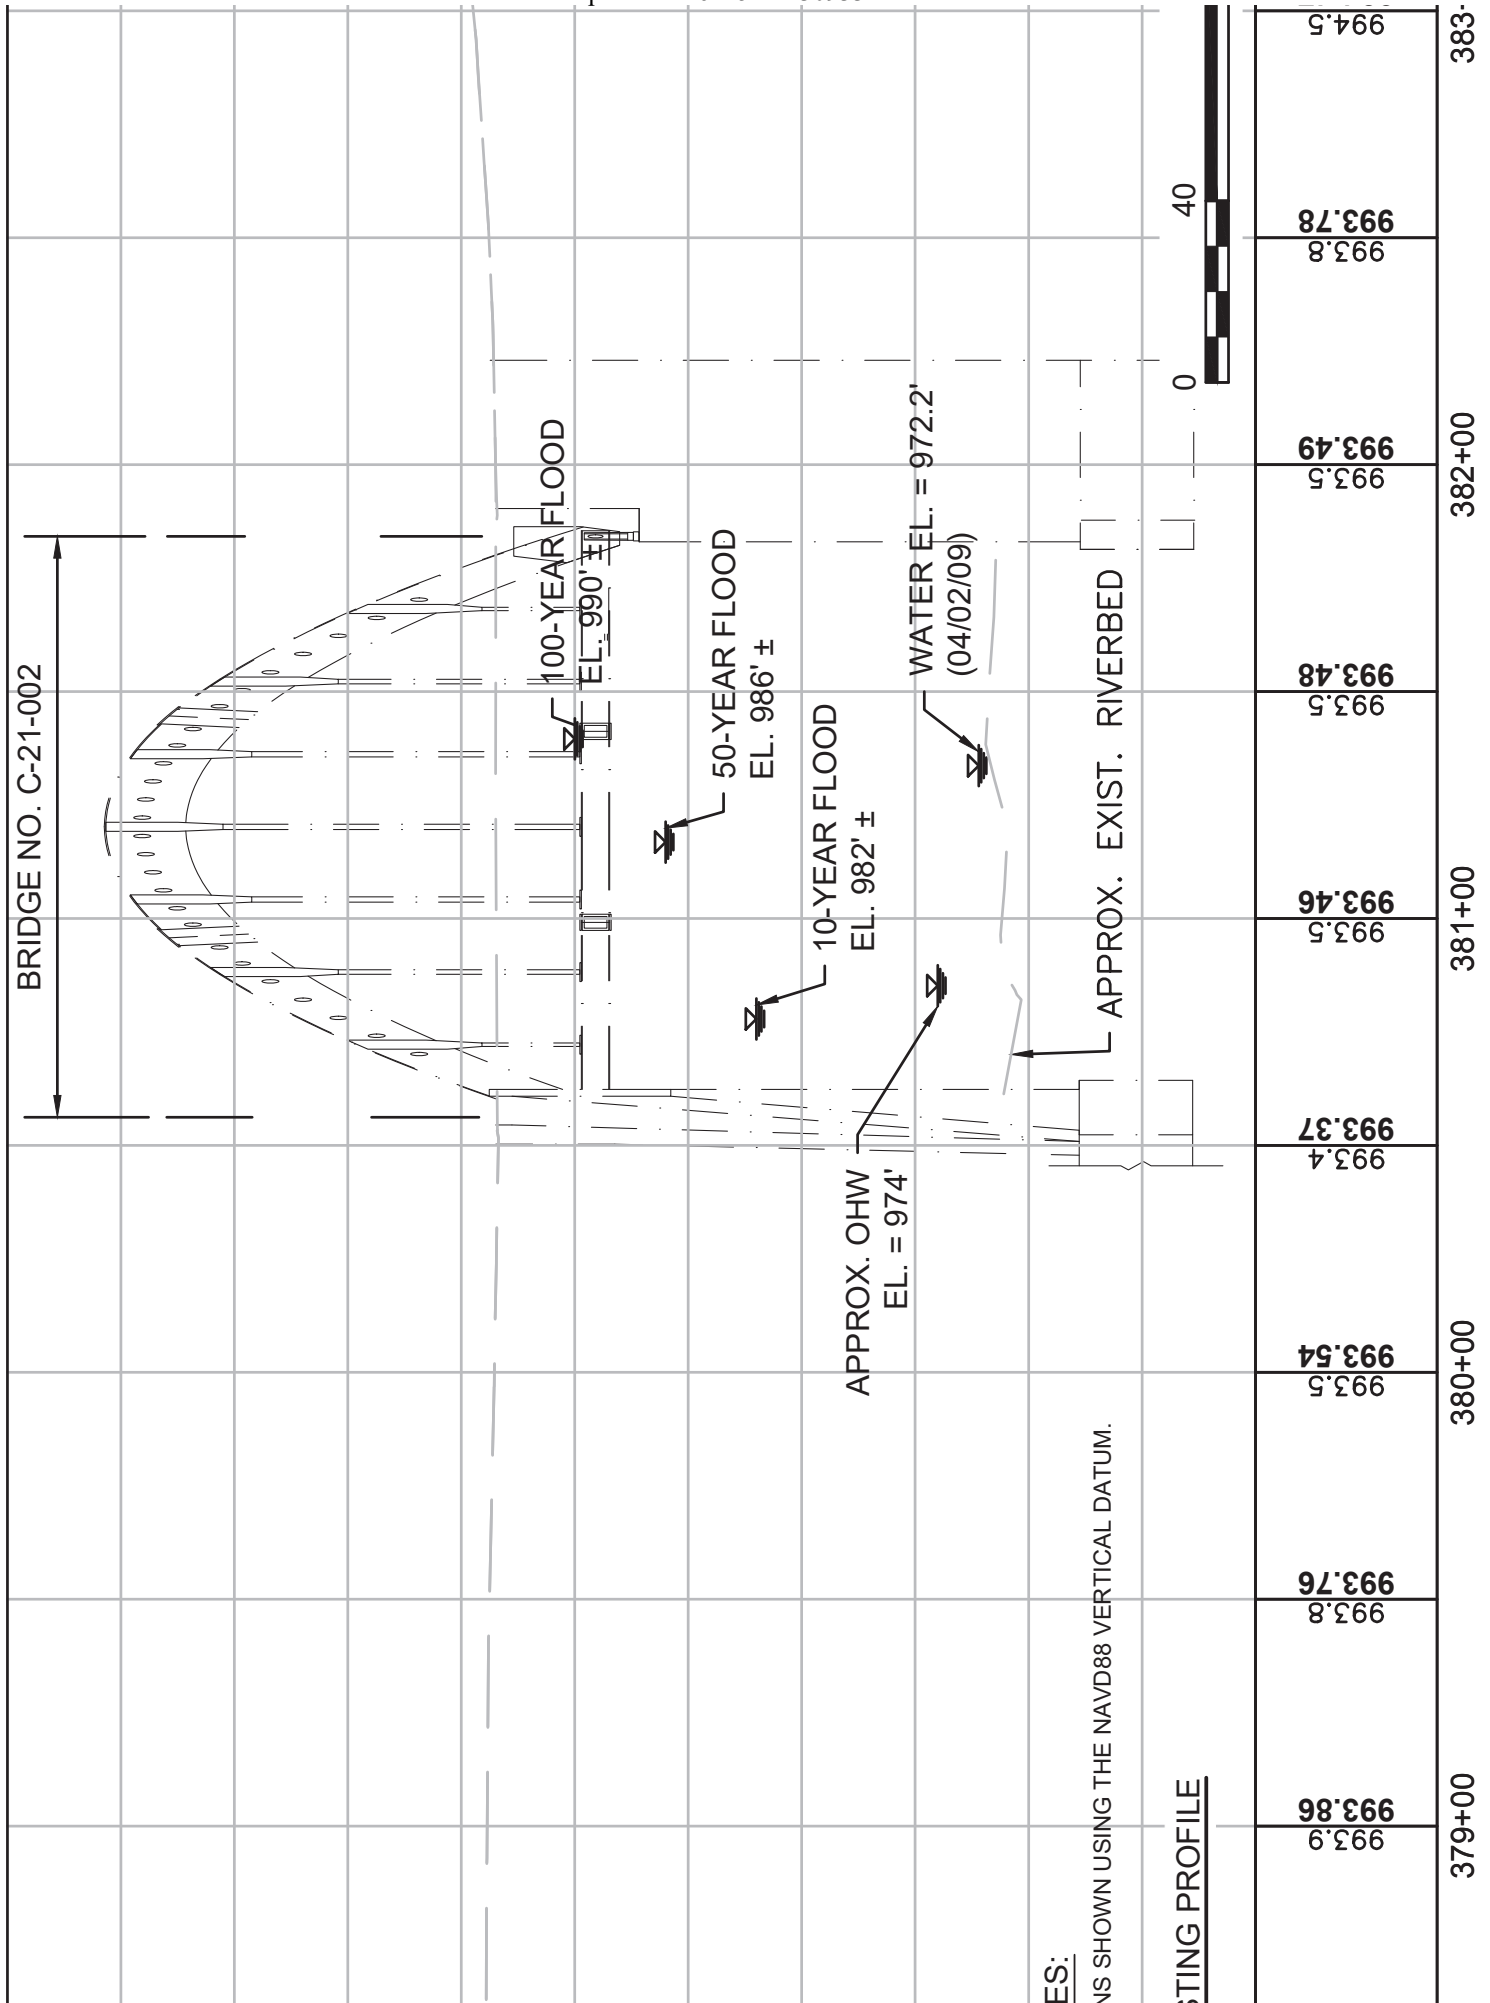 BRIDGE NO. C-21-002
100-YEAR FLOOD
EL. 990' ±
50-YEAR FLOOD
EL. 986' ±
10-YEAR FLOOD
EL. 982' ±
WATER EL. = 972.2'
(04/02/09)
APPROX. OHW
EL. = 974'
APPROX. EXIST. RIVERBED
NS SHOWN USING THE NAVD88 VERTICAL DATUM.
ES:
STING PROFILE
0 40
993.86
993.9
993.76
993.8
993.54
993.5
993.37
993.4
993.46
993.5
993.48
993.5
993.49
993.5
993.78
993.8
994.5
379+00
380+00
381+00
382+00
383-